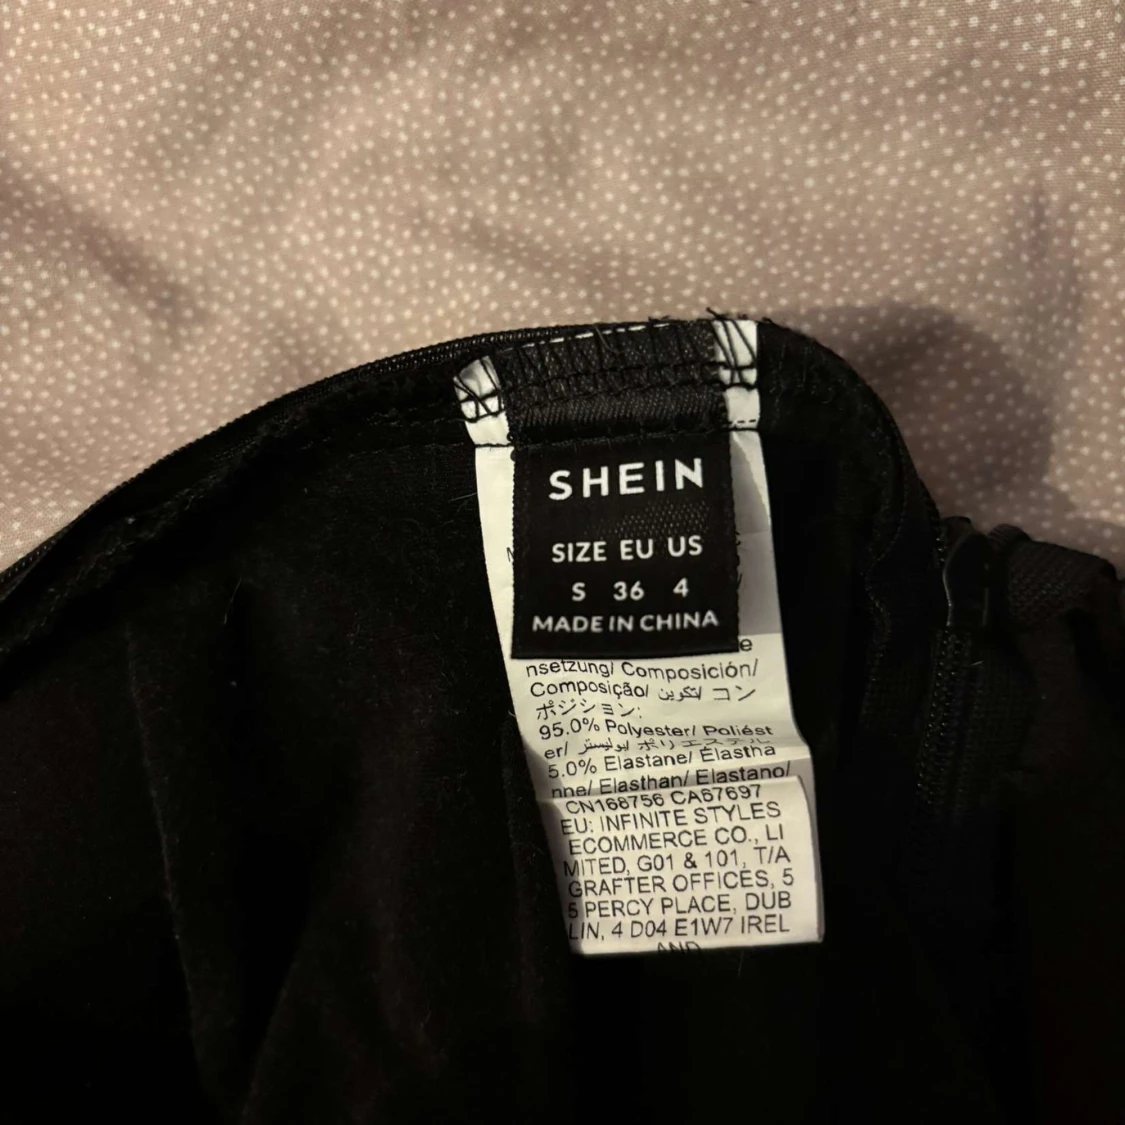 SHEIN
SIZE EU US
S 36 4
MADE IN CHINA
e
nsetzung/ Composición/
Composição/ التكوين コン
ポジション:
95.0% Polyester/ Poliést
er/ بوليستر/ ポリエステル
5.0% Elastane/ Élastha
nne/ Elasthan/ Elastano/
CN168756 CA67697
EU: INFINITE STYLES
ECOMMERCE CO., LI
MITED, G01 & 101, T/A
GRAFTER OFFICES, 5
5 PERCY PLACE, DUB
LIN, 4 D04 E1W7 IREL
AND